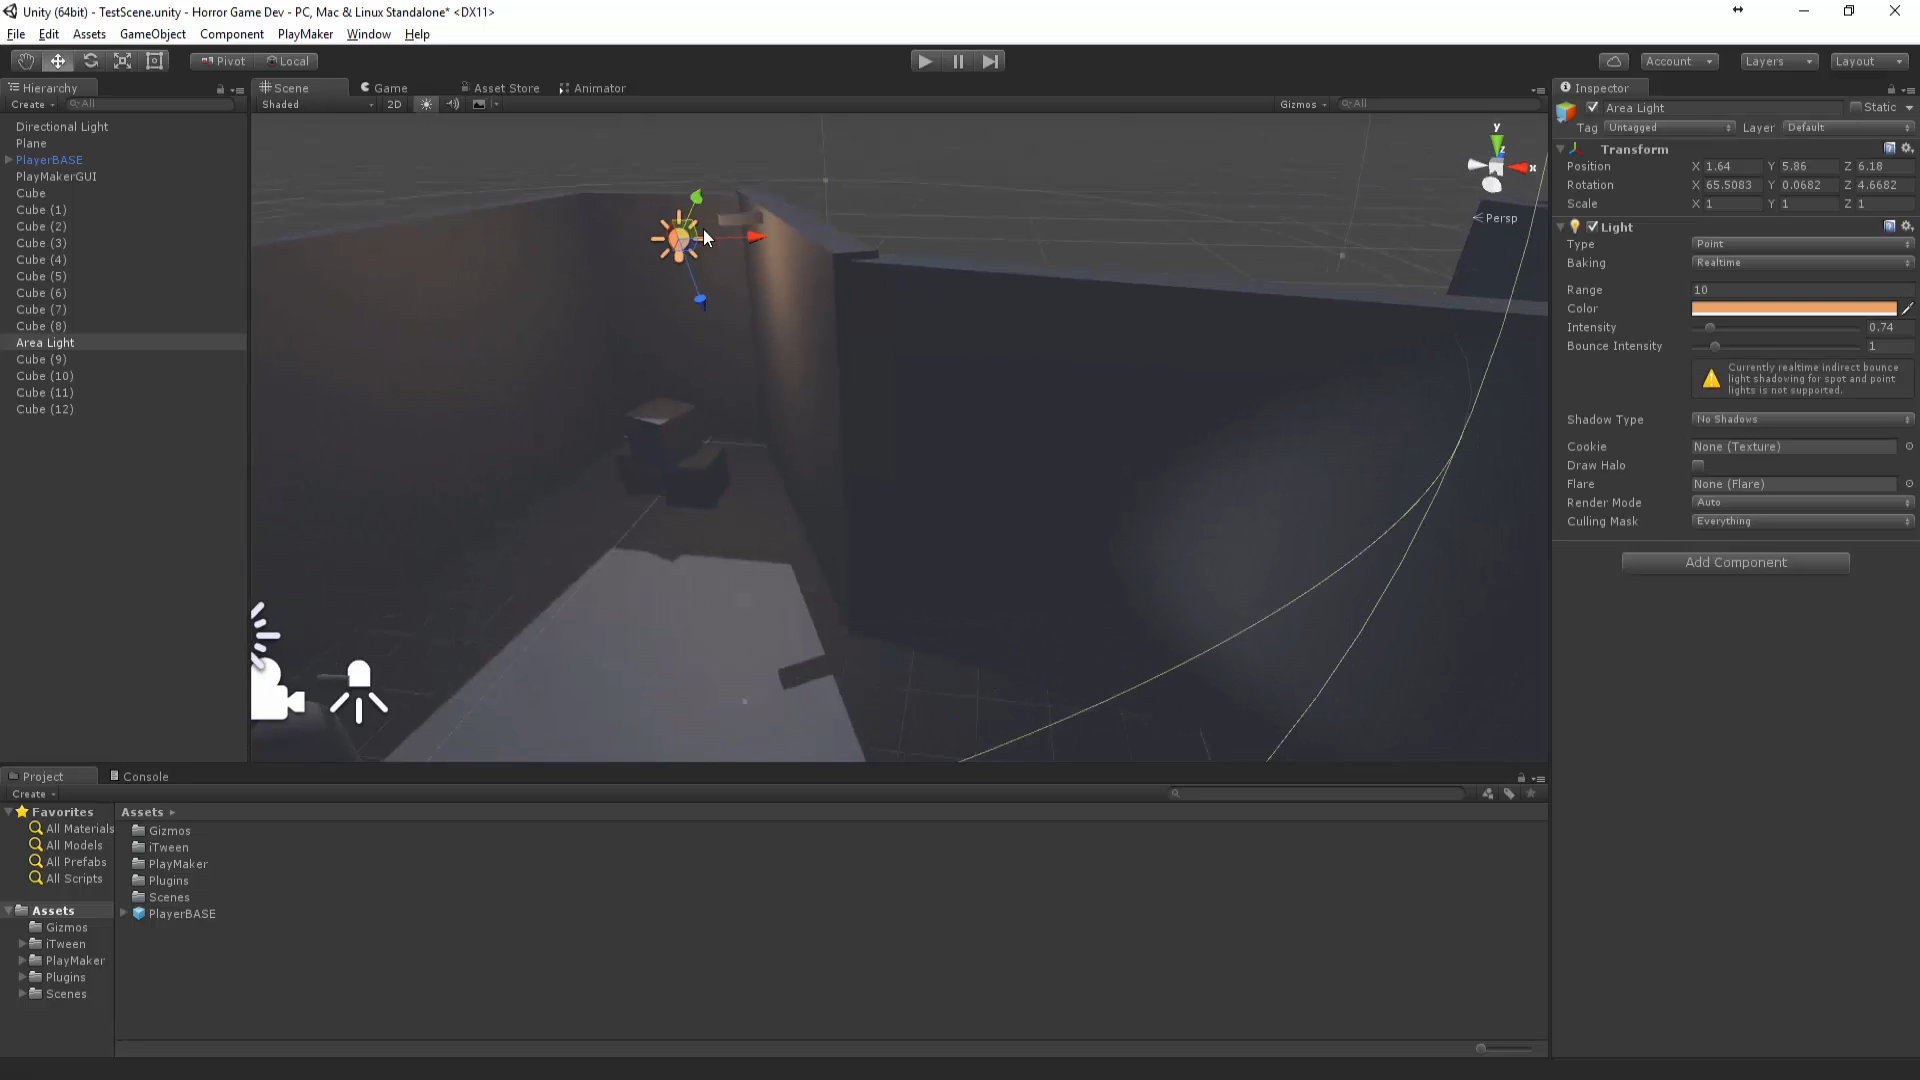 Unity (64bit) - TestScene.unity - Horror Game Dev - PC, Mac & Linux Standalone* <DX11>
File Edit Assets GameObject Component PlayMaker Window Help
Pivot Local Account Layers Layout
Hierarchy
Create All
Directional Light
Plane
PlayerBASE
PlayMakerGUI
Cube
Cube (1)
Cube (2)
Cube (3)
Cube (4)
Cube (5)
Cube (6)
Cube (7)
Cube (8)
Area Light
Cube (9)
Cube (10)
Cube (11)
Cube (12)
Scene Game Asset Store Animator
Shaded 2D Gizmos All
y
z
x
Persp
Inspector
Area Light Static
Tag Untagged Layer Default
Transform
Position X 1.64 Y 5.86 Z 6.18
Rotation X 65.5083 Y 0.0682 Z 4.6682
Scale X 1 Y 1 Z 1
Light
Type Point
Baking Realtime
Range 10
Color
Intensity 0.74
Bounce Intensity 1
Currently realtime indirect bounce
light shadowing for spot and point
lights is not supported.
Shadow Type No Shadows
Cookie None (Texture)
Draw Halo
Flare None (Flare)
Render Mode Auto
Culling Mask Everything
Add Component
Project Console
Create
Favorites
All Materials
All Models
All Prefabs
All Scripts
Assets
Gizmos
iTween
PlayMaker
Plugins
Scenes
Assets
Gizmos
iTween
PlayMaker
Plugins
Scenes
PlayerBASE